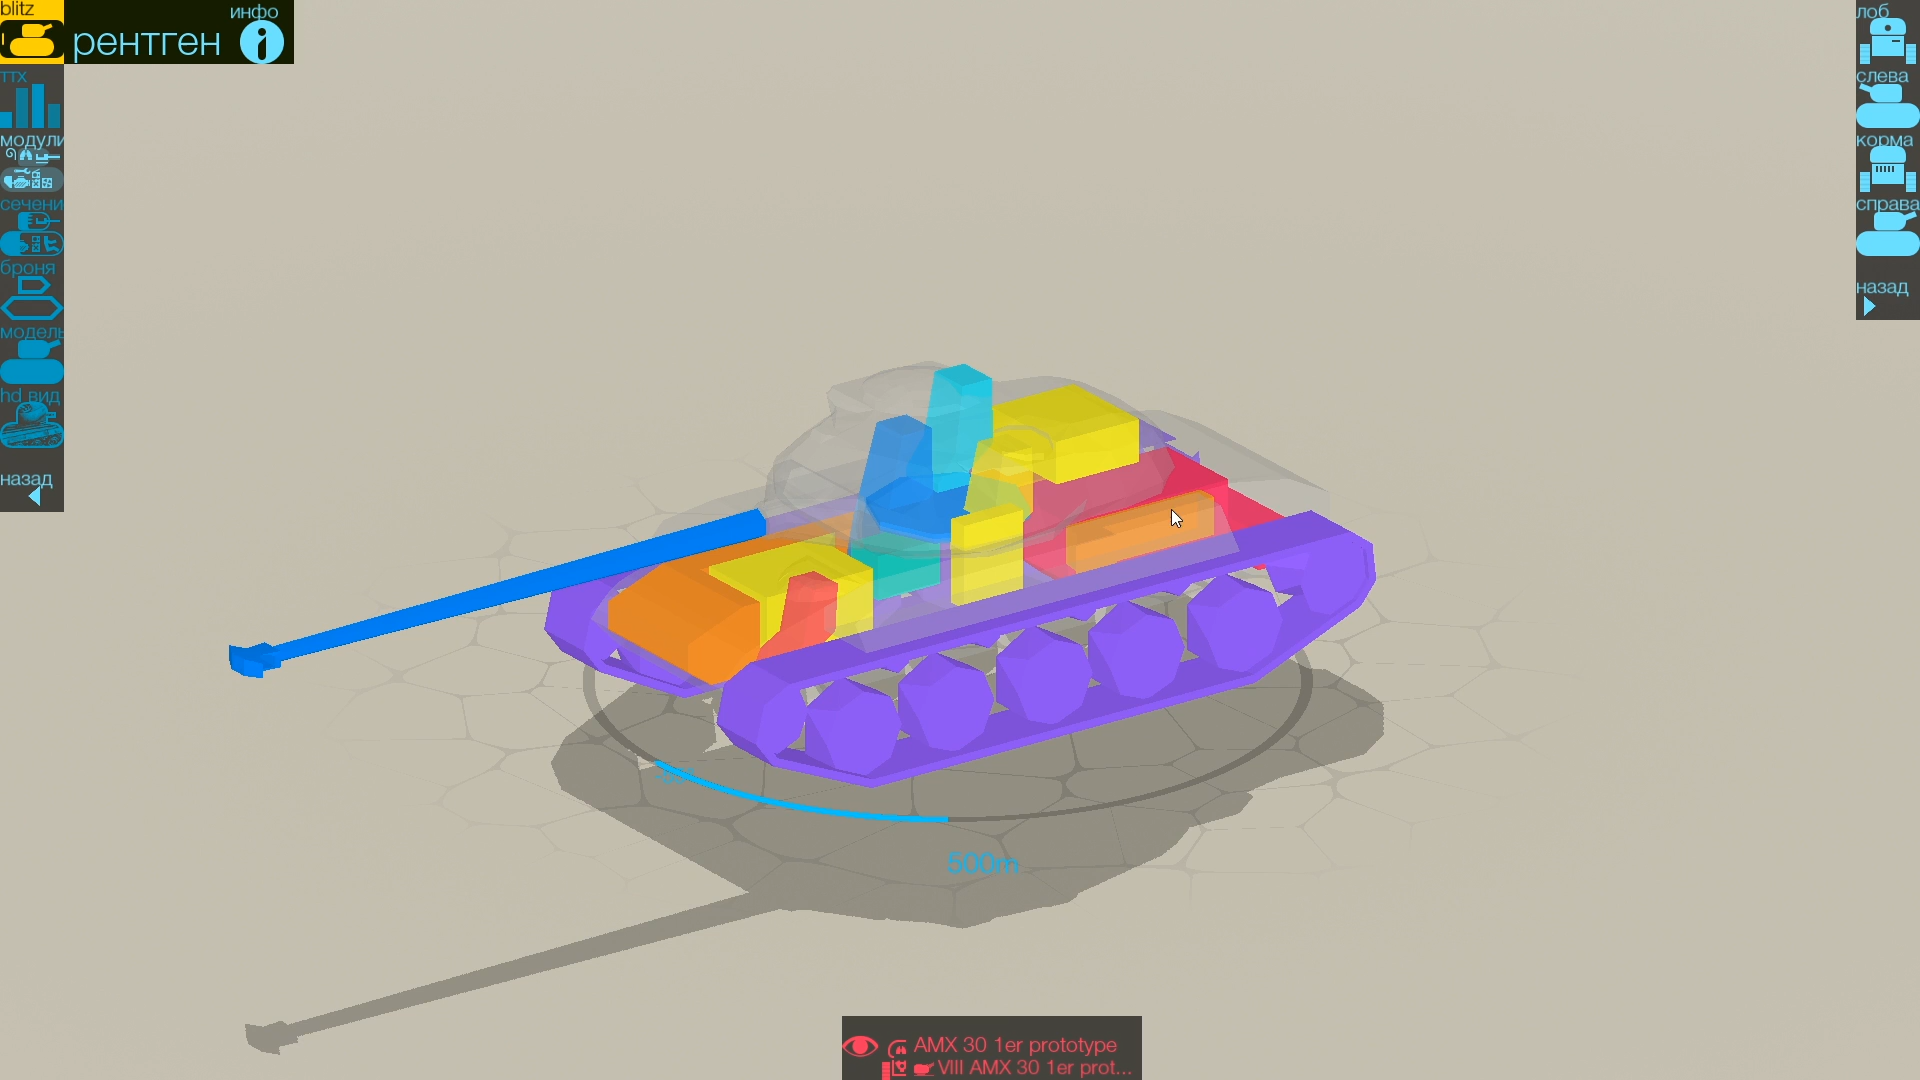 blitz
инфо
рентген
ттх
модули
сечени
броня
модель
hd вид
назад
лоб
слева
корма
справа
назад
500m
AMX 30 1er prototype
VIII AMX 30 1er prot...